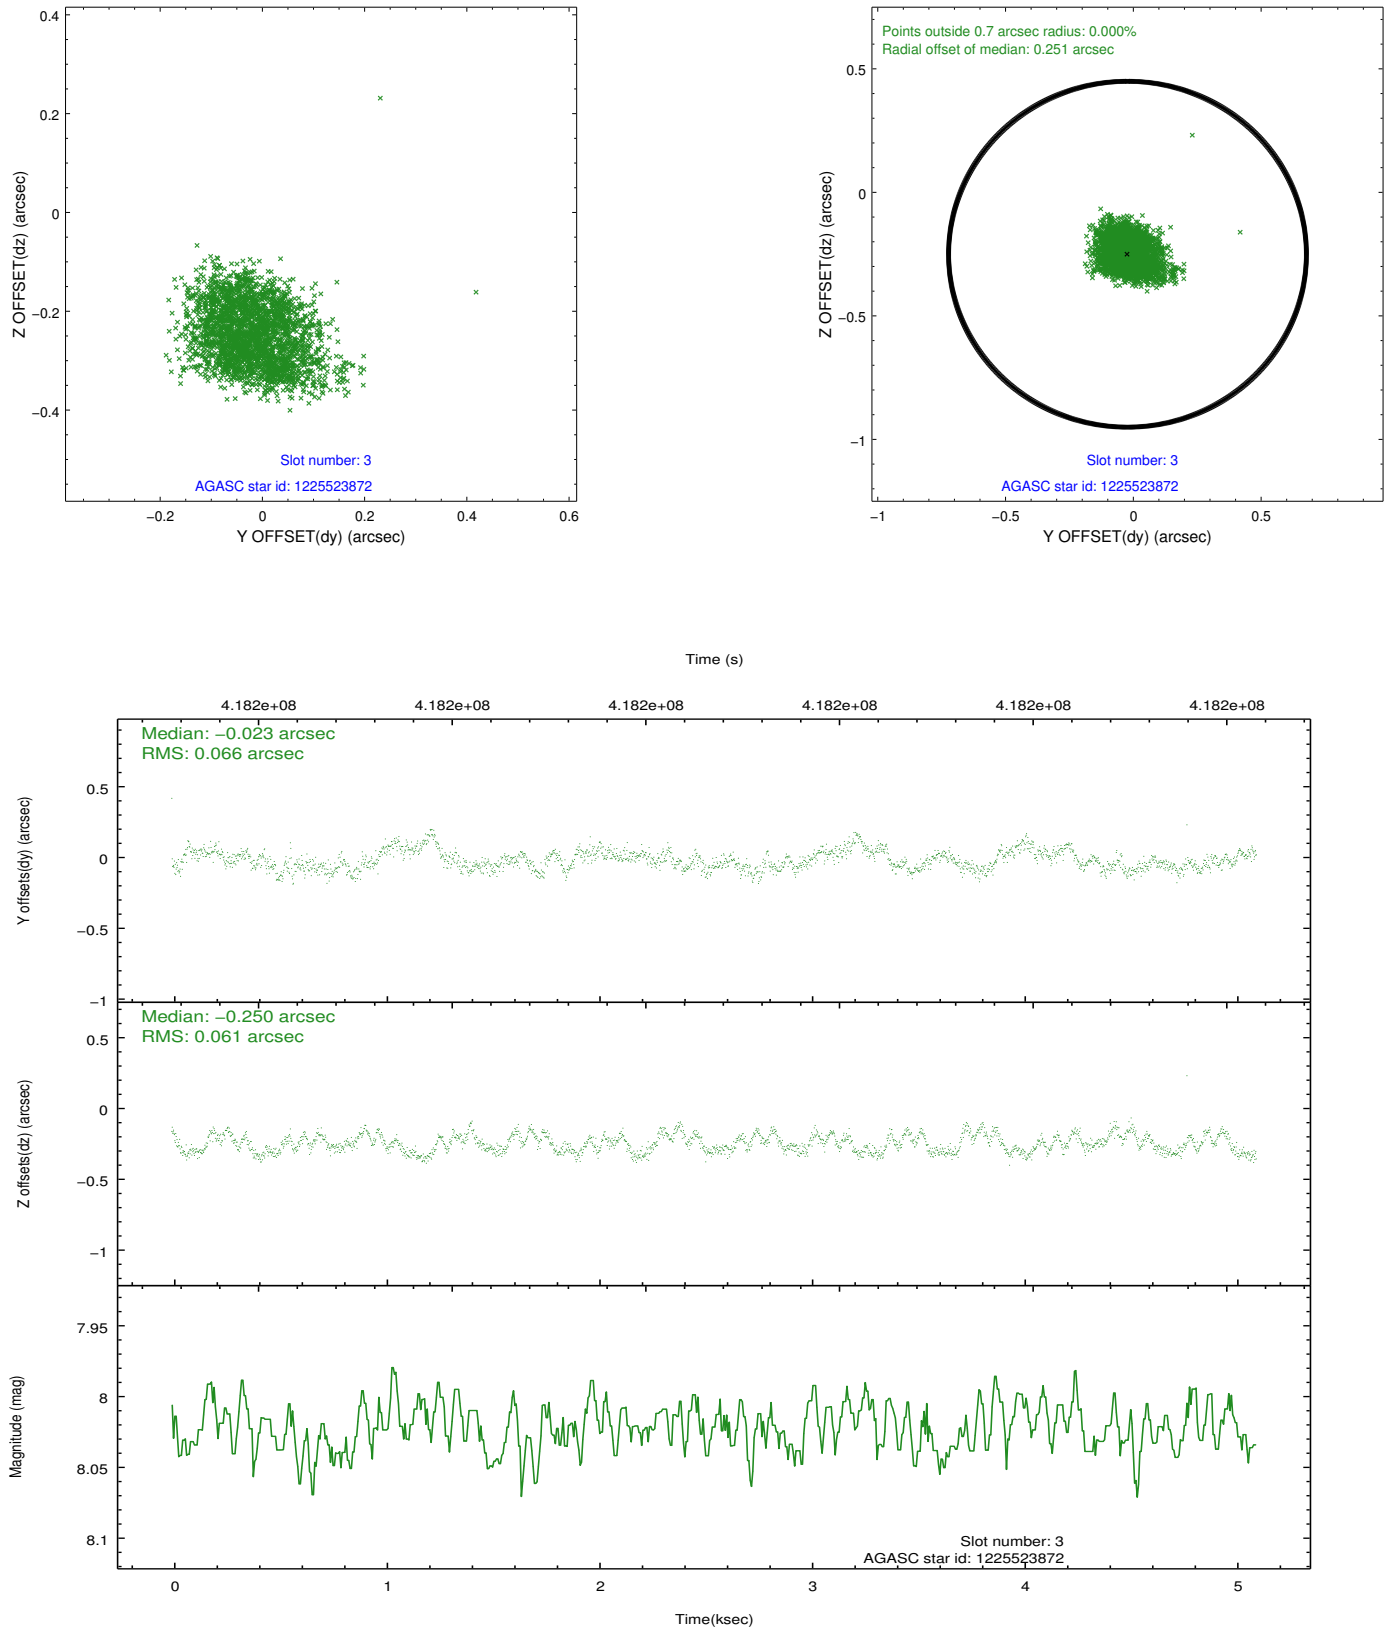 0.4
0.2
0
−0.2
−0.4
Z OFFSET(dz) (arcsec)
Slot number: 3
AGASC star id: 1225523872
−0.2 0 0.2 0.4 0.6
Y OFFSET(dy) (arcsec)
Points outside 0.7 arcsec radius: 0.000%
Radial offset of median: 0.251 arcsec
0.5
0
−0.5
−1
Z OFFSET(dz) (arcsec)
Slot number: 3
AGASC star id: 1225523872
−1 −0.5 0 0.5
Y OFFSET(dy) (arcsec)
Time (s)
4.182e+08 4.182e+08 4.182e+08 4.182e+08 4.182e+08 4.182e+08
Median: −0.023 arcsec
RMS: 0.066 arcsec
0.5
0
−0.5
−1
Y offsets(dy) (arcsec)
Median: −0.250 arcsec
RMS: 0.061 arcsec
0.5
0
−0.5
−1
Z offsets(dz) (arcsec)
7.95
8
8.05
8.1
Magnitude (mag)
Slot number: 3
AGASC star id: 1225523872
0 1 2 3 4 5
Time(ksec)